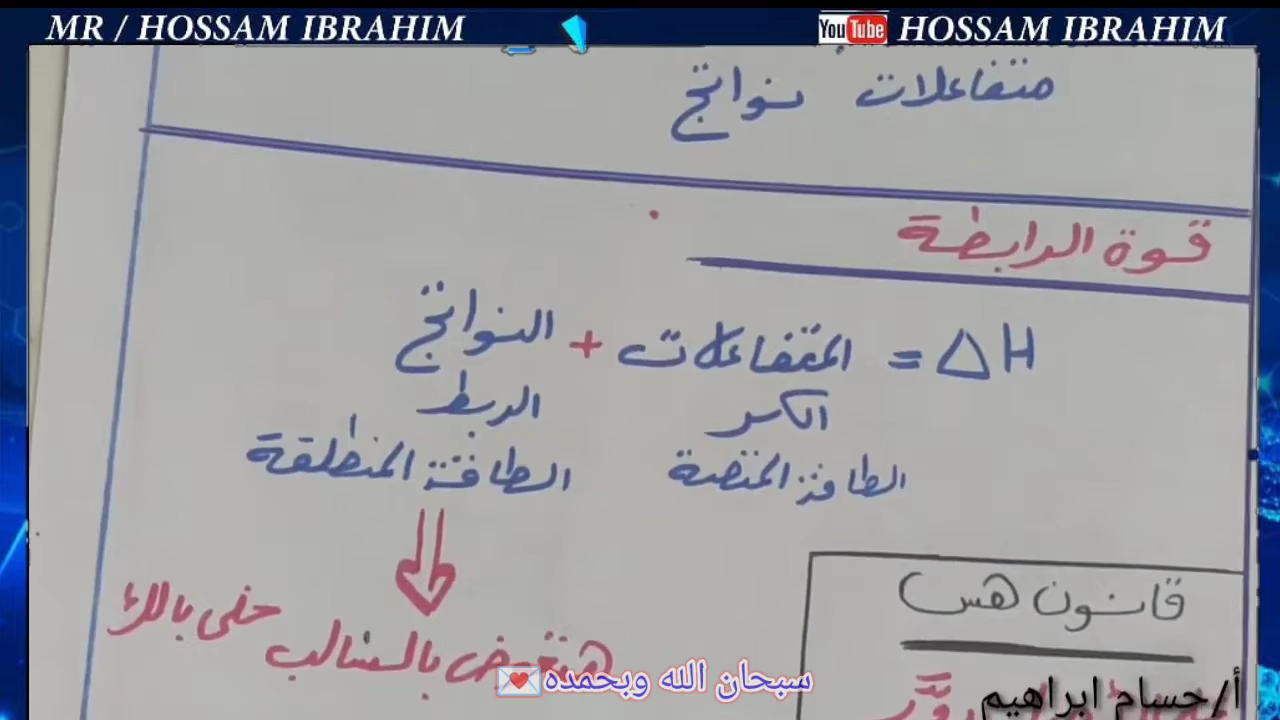 MR / HOSSAM IBRAHIM
YouTube HOSSAM IBRAHIM
متفاعلات نواتج
قوة الرابطة
ΔH = المتفاعلات + النواتج
الكسر الربط
الطاقة الممتصة الطاقة المنطلقة
هتعوض بالسالب خلى بالك
قانون هس
سبحان الله وبحمده💌
أ/حسام ابراهيم